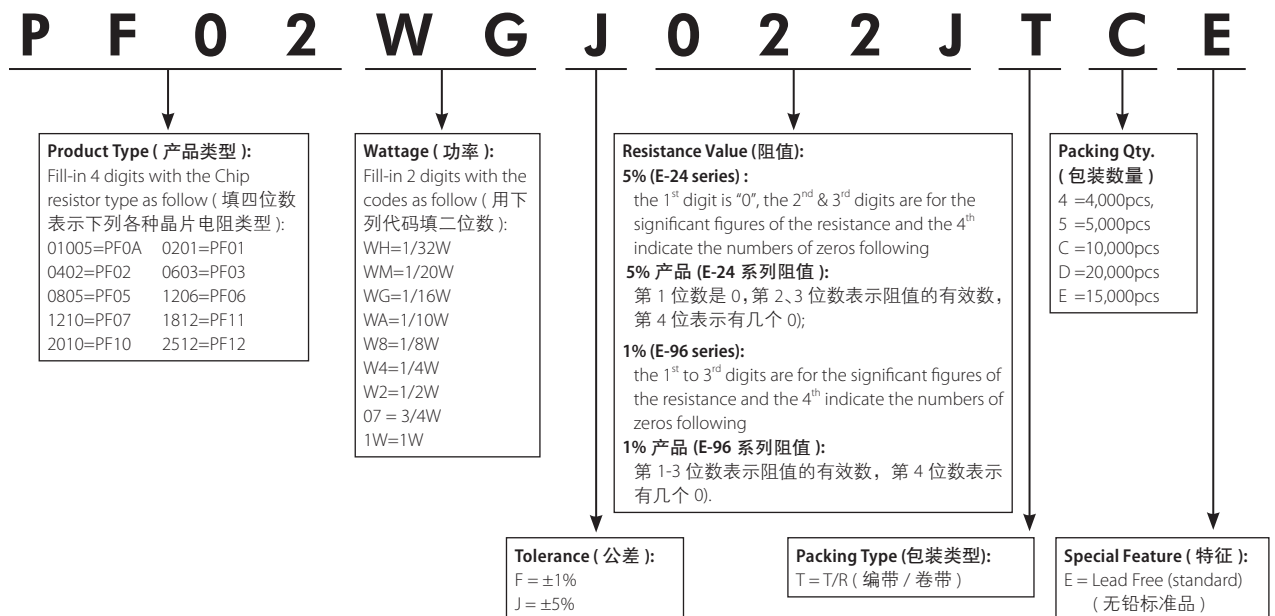 P F 0 2 W G J 0 2 2 J T C E
Product Type ( 产品类型 ):
Fill-in 4 digits with the Chip
resistor type as follow ( 填四位数
表示下列各种晶片电阻类型 ):
01005=PF0A 0201=PF01
0402=PF02 0603=PF03
0805=PF05 1206=PF06
1210=PF07 1812=PF11
2010=PF10 2512=PF12
Wattage ( 功率 ):
Fill-in 2 digits with the
codes as follow ( 用下
列代码填二位数 ):
WH=1/32W
WM=1/20W
WG=1/16W
WA=1/10W
W8=1/8W
W4=1/4W
W2=1/2W
07 = 3/4W
1W=1W
Resistance Value (阻值):
5% (E-24 series) :
the 1st digit is “0”, the 2nd & 3rd digits are for the
significant figures of the resistance and the 4th
indicate the numbers of zeros following
5% 产品 (E-24 系列阻值 ):
第 1 位数是 0，第 2、3 位数表示阻值的有效数，
第 4 位表示有几个 0);
1% (E-96 series):
the 1st to 3rd digits are for the significant figures of
the resistance and the 4th indicate the numbers of
zeros following
1% 产品 (E-96 系列阻值 ):
第 1-3 位数表示阻值的有效数，第 4 位数表示
有几个 0).
Packing Qty.
( 包装数量 )
4 =4,000pcs,
5 =5,000pcs
C =10,000pcs
D =20,000pcs
E =15,000pcs
Tolerance ( 公差 ):
F = ±1%
J = ±5%
Packing Type (包装类型):
T = T/R ( 编带 / 卷带 )
Special Feature ( 特征 ):
E = Lead Free (standard)
( 无铅标准品 )